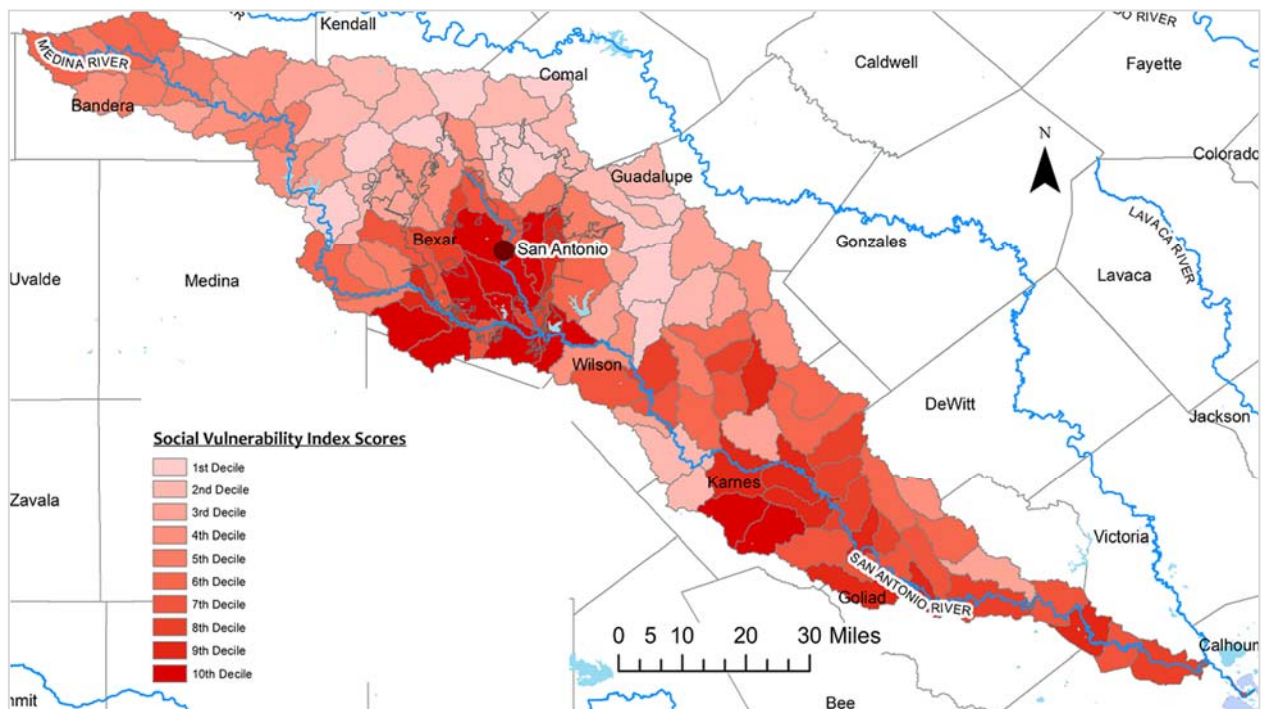 Kendall
Comal
Caldwell
Fayette
MEDINA RIVER
Bandera
N
Colorado
Guadalupe
LAVACA RIVER
Bexar
San Antonio
Gonzales
Lavaca
Uvalde
Medina
Wilson
DeWitt
Jackson
Social Vulnerability Index Scores
1st Decile
2nd Decile
3rd Decile
4th Decile
5th Decile
6th Decile
7th Decile
8th Decile
9th Decile
10th Decile
Zavala
Karnes
Victoria
SAN ANTONIO RIVER
Goliad
0 5 10 20 30 Miles
Calhoun
Bee
mit